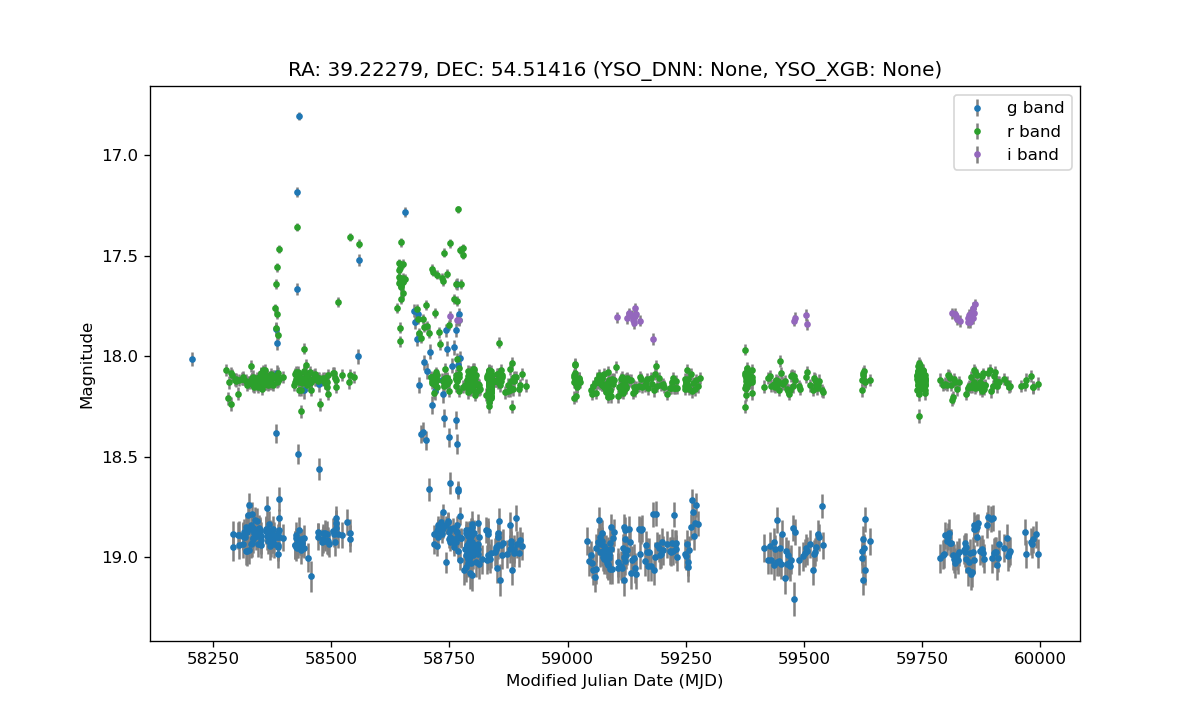 RA: 39.22279, DEC: 54.51416 (YSO_DNN: None, YSO_XGB: None)
g band
r band
i band
17.0
17.5
18.0
18.5
19.0
Magnitude
58250 58500 58750 59000 59250 59500 59750 60000
Modified Julian Date (MJD)